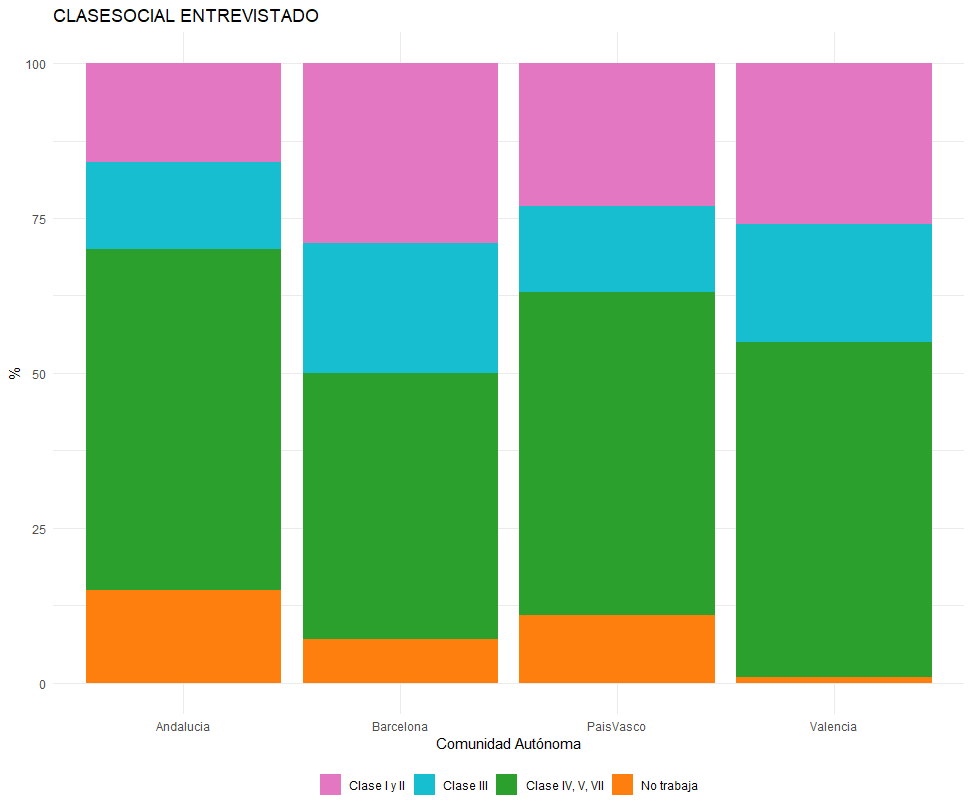 CLASESOCIAL ENTREVISTADO
100
75
50
25
0
%
Andalucia Barcelona PaisVasco Valencia
Comunidad Autónoma
Clase I y II Clase III Clase IV, V, VII No trabaja